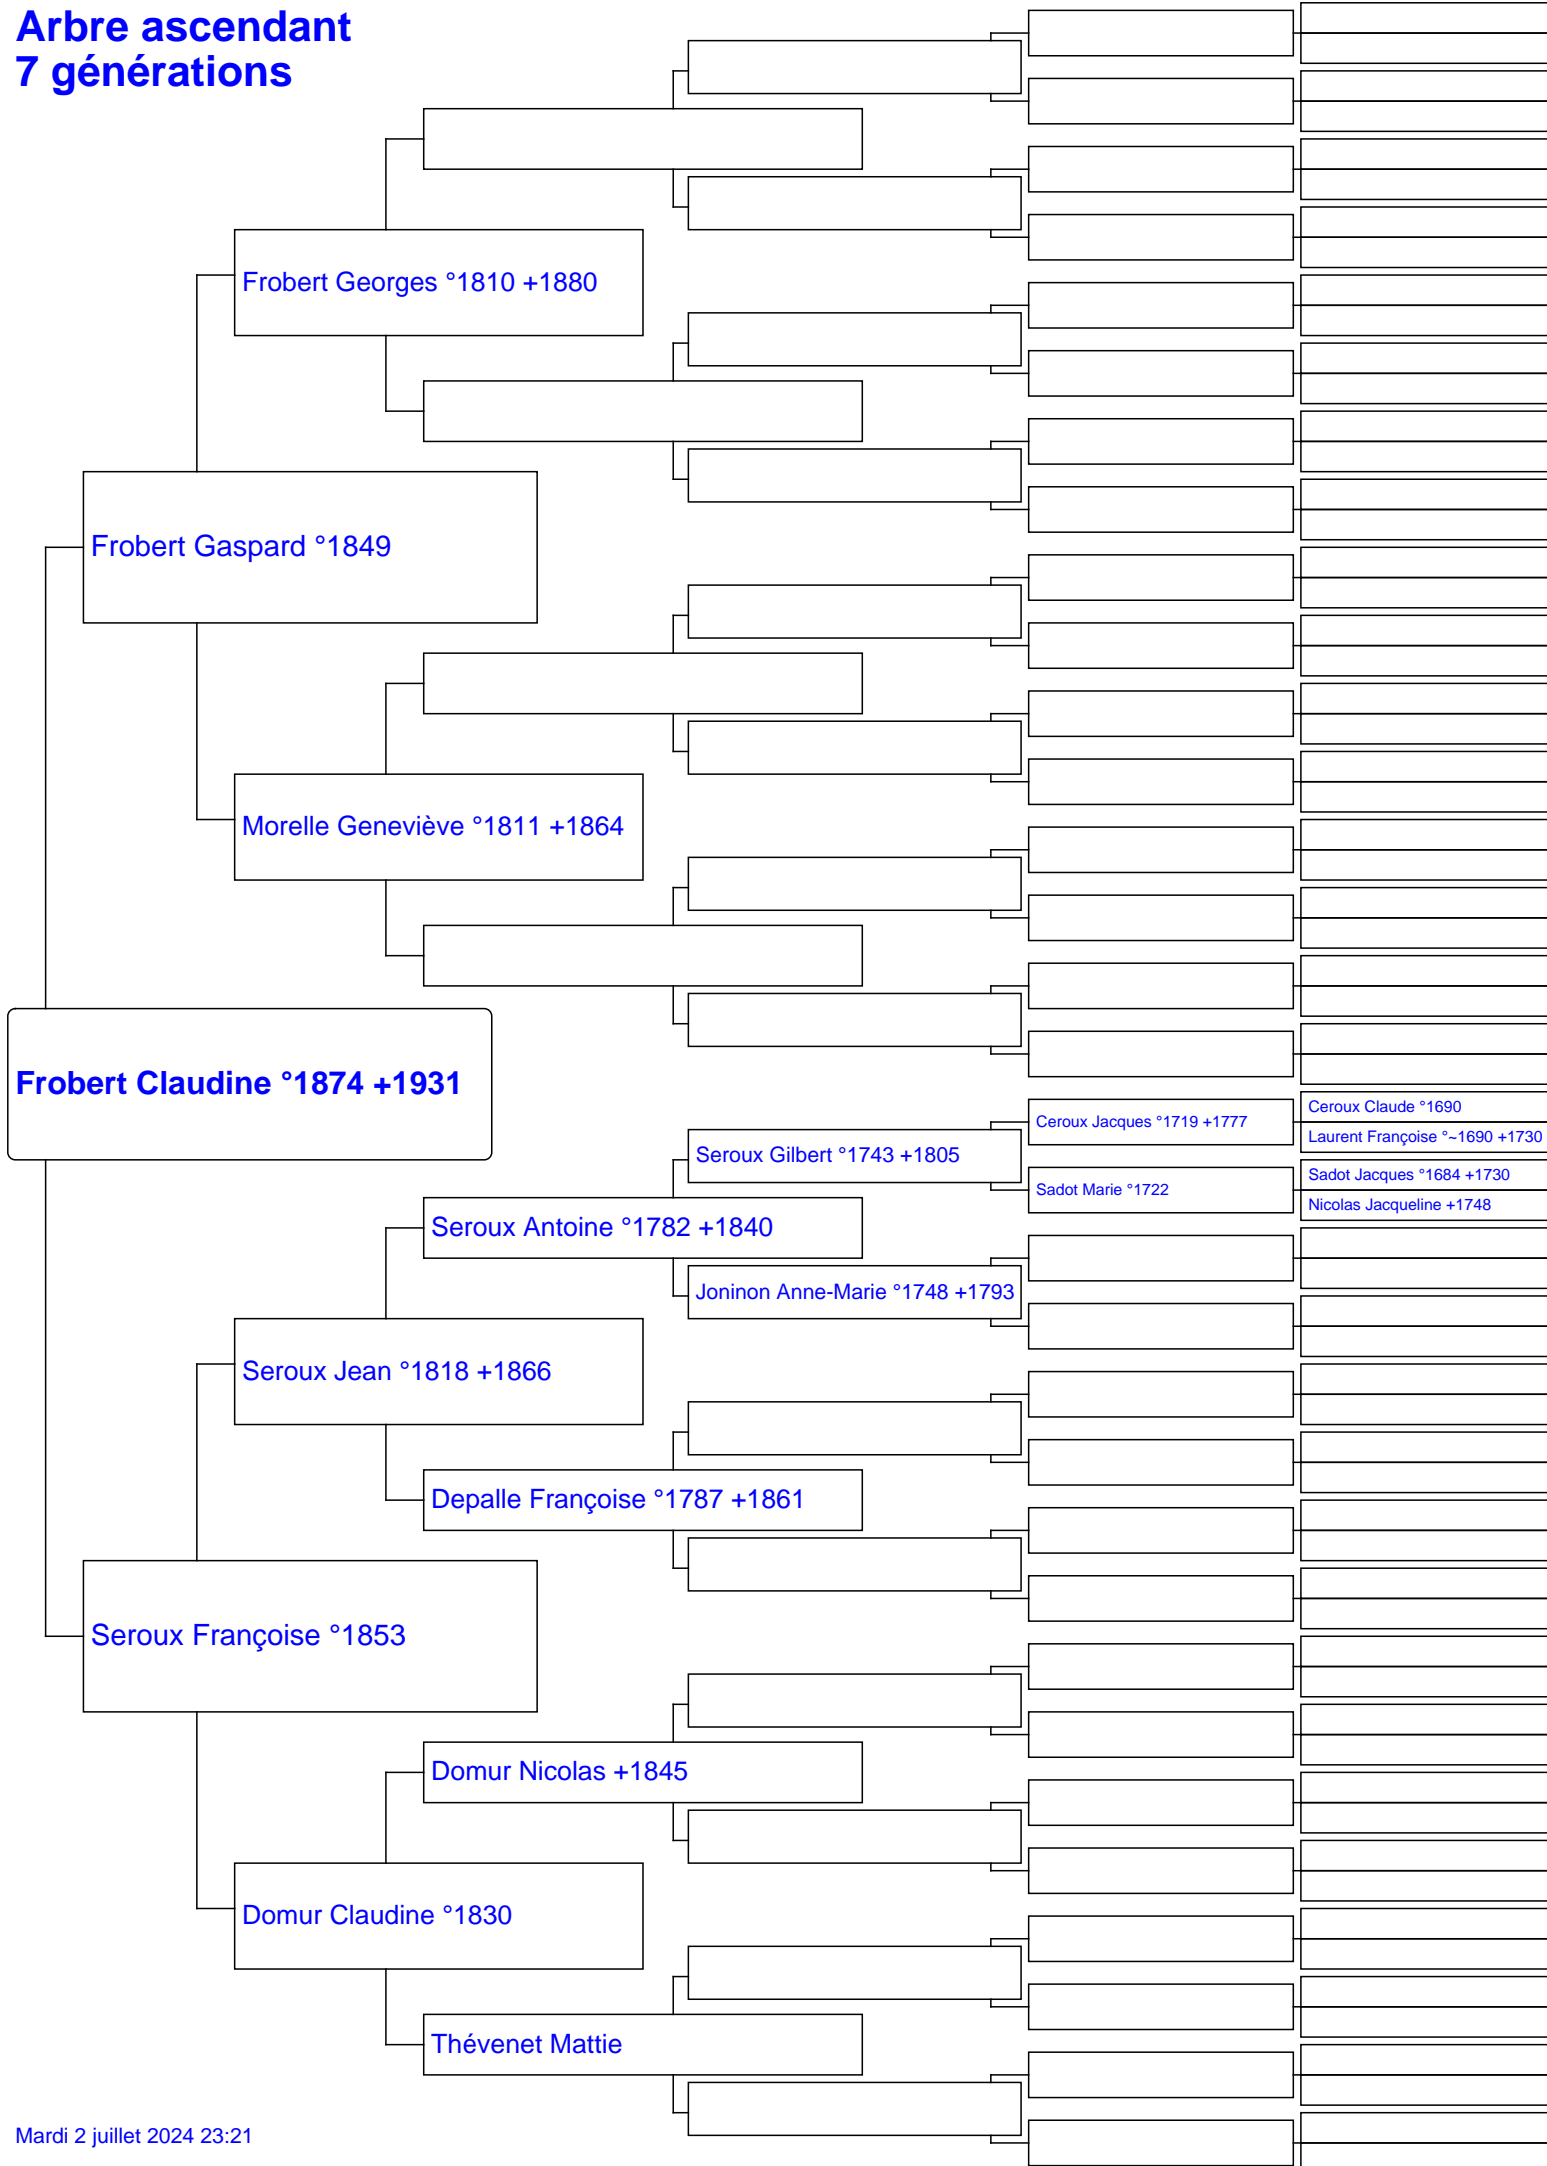 Arbre ascendant
7 générations
Frobert Georges °1810 +1880
Frobert Gaspard °1849
Morelle Geneviève °1811 +1864
Frobert Claudine °1874 +1931
Ceroux Claude °1690
Ceroux Jacques °1719 +1777
Laurent Françoise °~1690 +1730
Seroux Gilbert °1743 +1805
Sadot Jacques °1684 +1730
Sadot Marie °1722
Nicolas Jacqueline +1748
Seroux Antoine °1782 +1840
Joninon Anne-Marie °1748 +1793
Seroux Jean °1818 +1866
Depalle Françoise °1787 +1861
Seroux Françoise °1853
Domur Nicolas +1845
Domur Claudine °1830
Thévenet Mattie
Mardi 2 juillet 2024 23:21